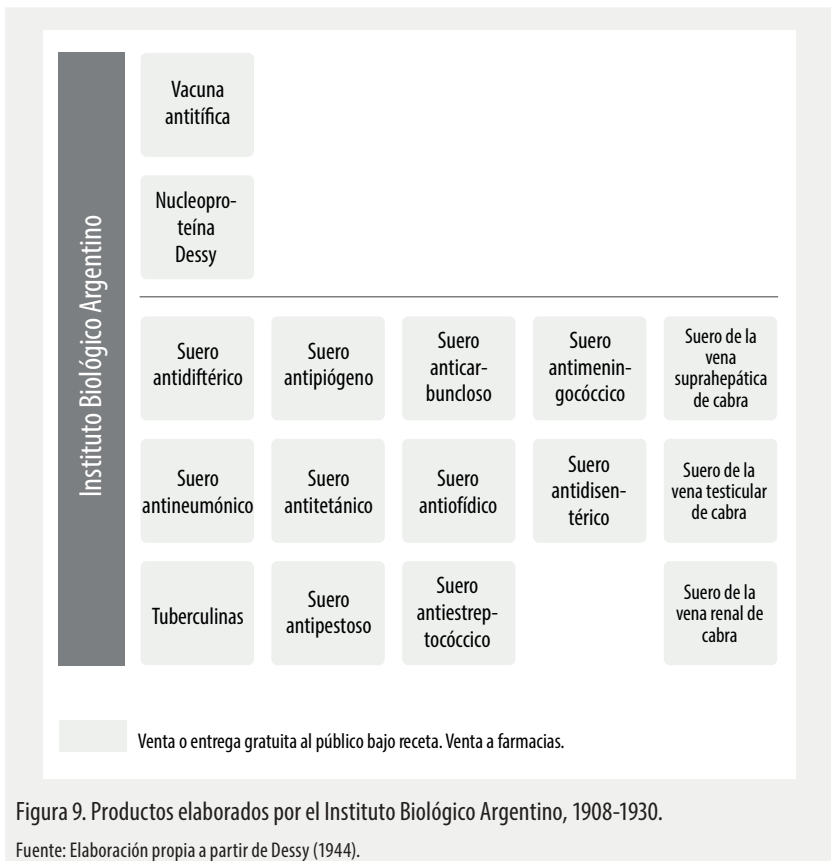 Instituto Biológico Argentino
Vacuna
antitífica
Nucleopro-
teína
Dessy
Suero
antidiftérico
Suero
antipiógeno
Suero
anticar-
buncloso
Suero
antimenin-
gocóccico
Suero de la
vena
suprahepática
de cabra
Suero
antineumónico
Suero
antitetánico
Suero
antiofídico
Suero
antidisen-
térico
Suero de la
vena testicular
de cabra
Tuberculinas
Suero
antipestoso
Suero
antiestrep-
tocóccico
Suero de la
vena renal de
cabra
Venta o entrega gratuita al público bajo receta. Venta a farmacias.
Figura 9. Productos elaborados por el Instituto Biológico Argentino, 1908-1930.
Fuente: Elaboración propia a partir de Dessy (1944).